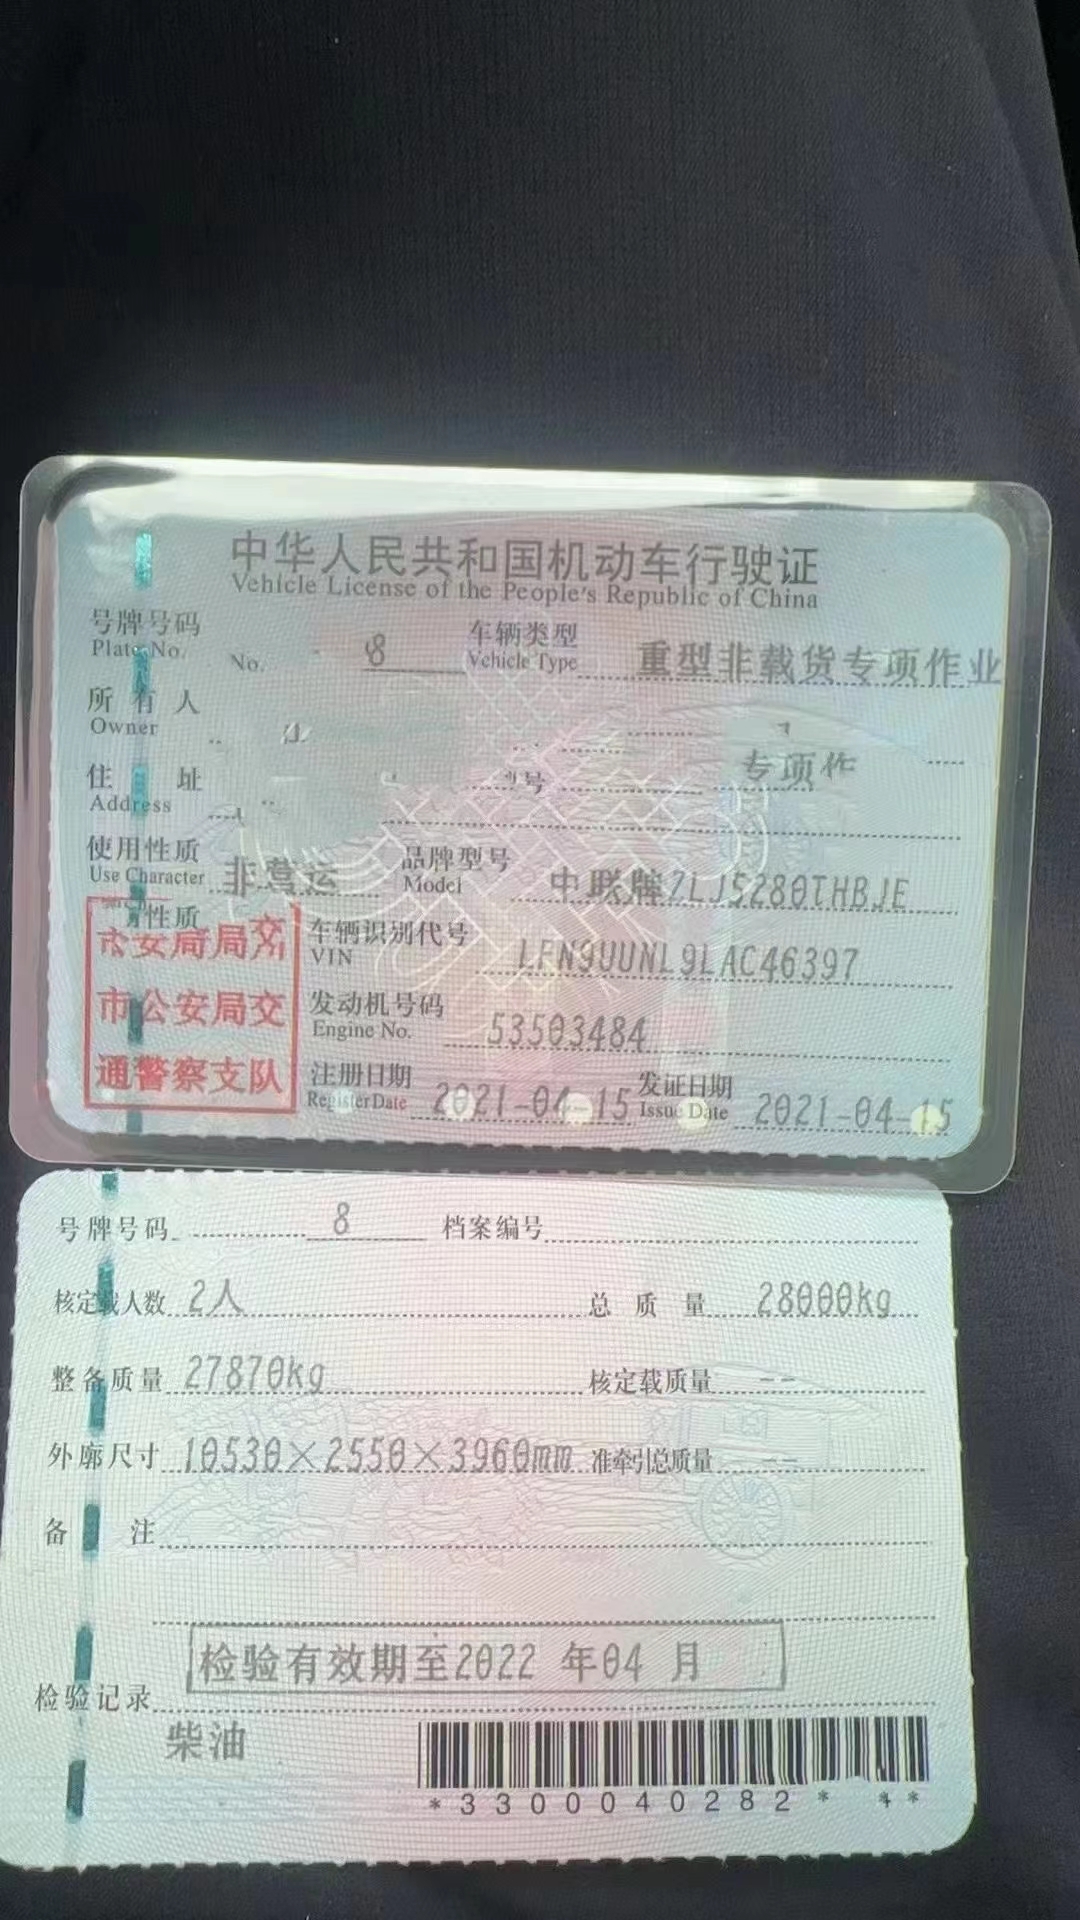 中华人民共和国机动车行驶证
Vehicle License of the People's Republic of China
号牌号码 8 车辆类型 重型非载货专项作业
Plate No. No. Vehicle Type
所有人
Owner
专项作
住址 号
Address
使用性质 非营运 品牌型号 中联牌ZLJ5280THBJE
Use Character Model
性质
市公安局交
通警察支队
车辆识别代号 LFN9UUNL9LAC46397
VIN
发动机号码 53503484
Engine No.
注册日期 2021-04-15 发证日期 2021-04-15
Register Date Issue Date
号牌号码 8 档案编号
核定载人数 2人 总质量 28000kg
整备质量 27870kg 核定载质量 --
外廓尺寸 10530×2550×3960mm 准牵引总质量 --
备注
检验有效期至2022 年04 月
检验记录
柴油
*3300040282* *